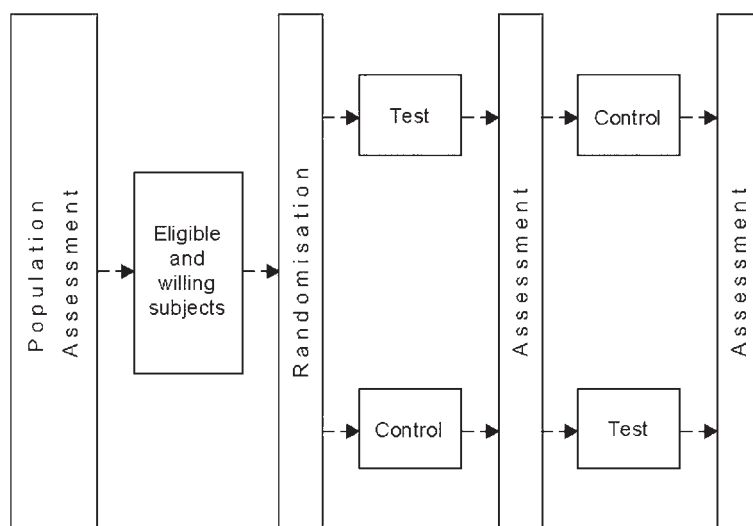 Population
Assessment
Eligible
and
willing
subjects
Randomisation
Test
Control
Assessment
Control
Test
Assessment